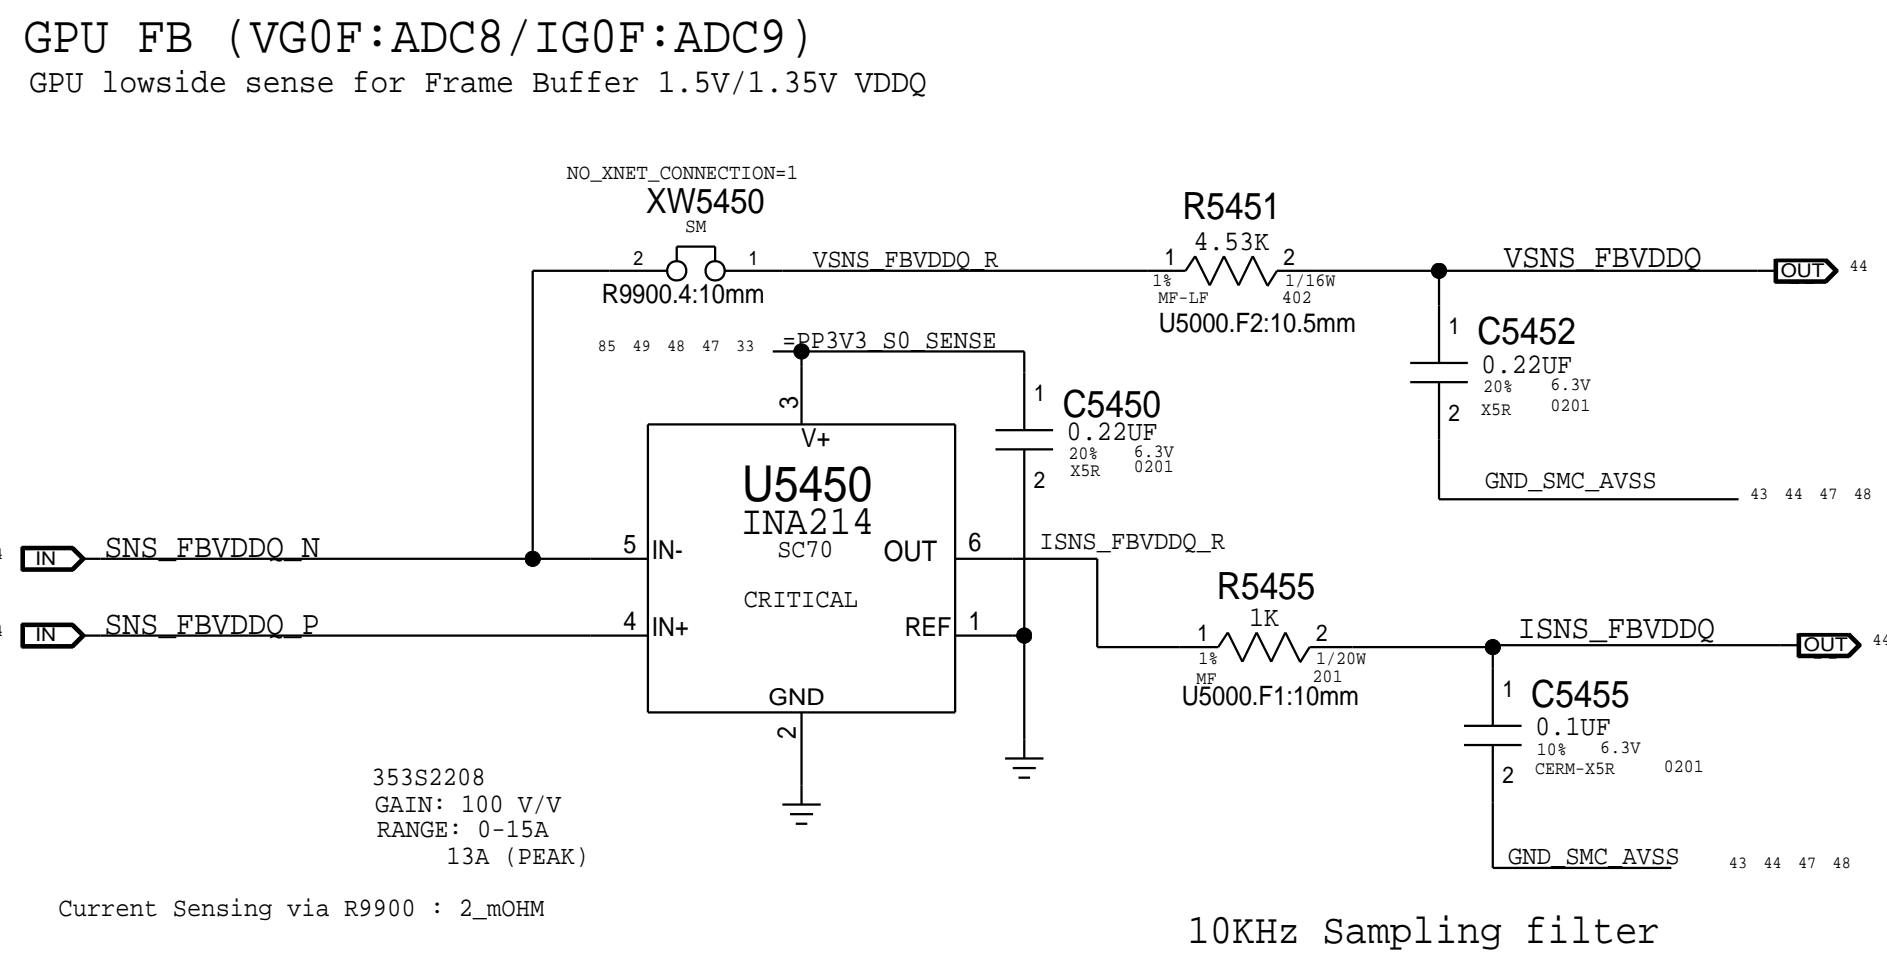 GPU FB (VG0F:ADC8/IG0F:ADC9)
GPU lowside sense for Frame Buffer 1.5V/1.35V VDDQ
NO_XNET_CONNECTION=1
XW5450
SM
2
1
VSNS_FBVDDQ_R
R9900.4:10mm
R5451
4.53K
1
2
1%
1/16W
MF-LF
402
U5000.F2:10.5mm
VSNS_FBVDDQ
OUT
44
1
C5452
0.22UF
20%
6.3V
2
X5R
0201
GND_SMC_AVSS
43 44 47 48
85 49 48 47 33
=PP3V3_S0_SENSE
3
V+
1
C5450
0.22UF
20%
6.3V
X5R
0201
2
U5450
INA214
SC70
CRITICAL
IN
SNS_FBVDDQ_N
5
IN-
OUT
6
ISNS_FBVDDQ_R
IN
SNS_FBVDDQ_P
4
IN+
REF
1
GND
2
R5455
1K
1
2
1%
1/20W
MF
201
U5000.F1:10mm
ISNS_FBVDDQ
OUT
44
1
C5455
0.1UF
10%
6.3V
2
CERM-X5R
0201
GND_SMC_AVSS
43 44 47 48
353S2208
GAIN: 100 V/V
RANGE: 0-15A
13A (PEAK)
Current Sensing via R9900 : 2_mOHM
10KHz Sampling filter